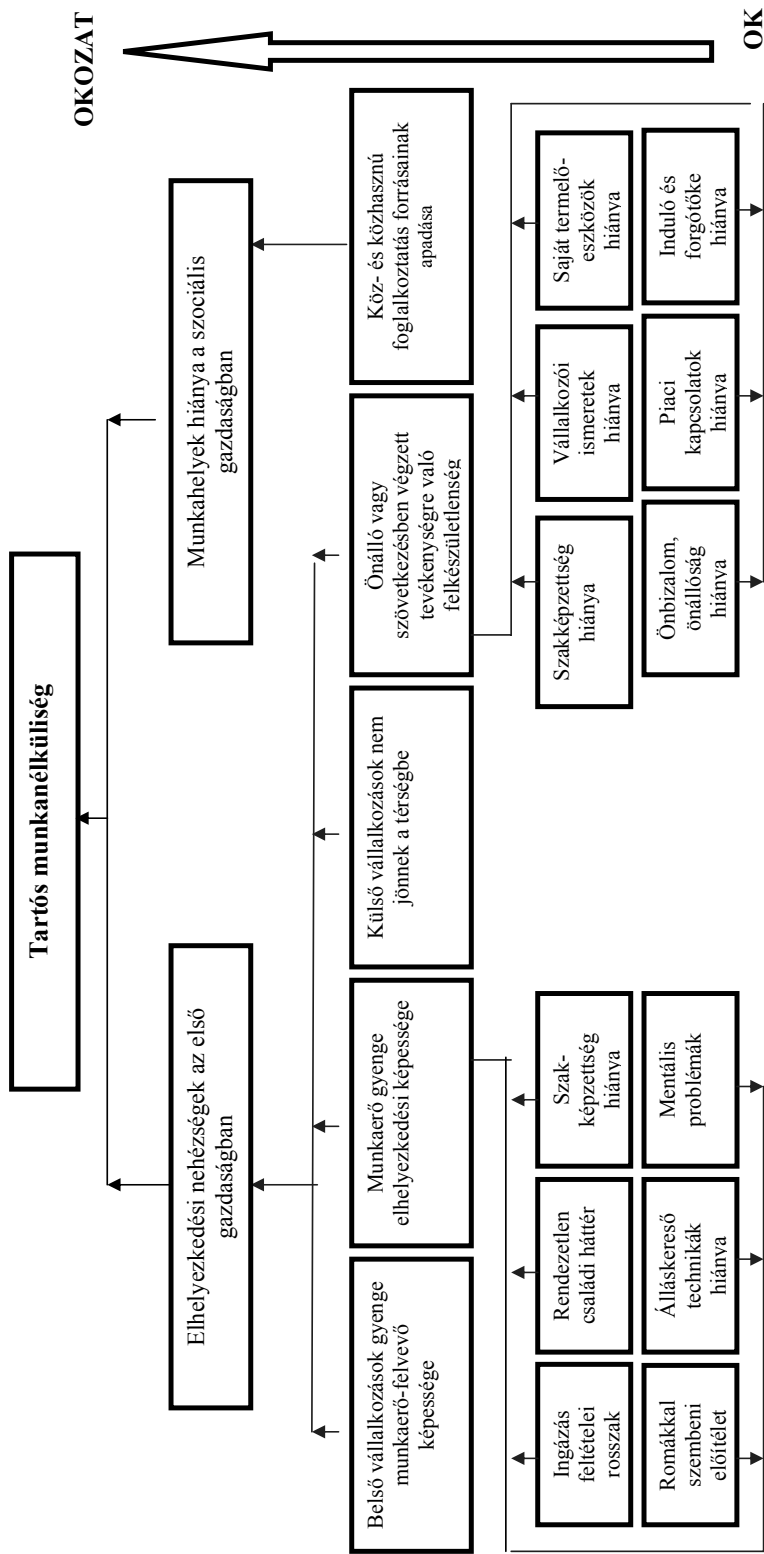 OKOZAT
Tartós munkanélküliség
Elhelyezkedési nehézségek az első
gazdaságban
Munkahelyek hiánya a szociális
gazdaságban
Belső vállalkozások gyenge
munkaerő-felvevő
képessége
Munkaerő gyenge
elhelyezkedési képessége
Külső vállalkozások nem
jönnek a térségbe
Önálló vagy
szövetkezésben végzett
tevékenységre való
felkészületlenség
Köz- és közhasznú
foglalkoztatás forrásainak
apadása
Ingázás
feltételei
rosszak
Rendezetlen
családi háttér
Szak-
képzettség
hiánya
Szakképzettség
hiánya
Vállalkozói
ismeretek
hiánya
Saját termelő-
eszközök
hiánya
Romákkal
szembeni
előítélet
Álláskereső
technikák
hiánya
Mentális
problémák
Önbizalom,
önállóság
hiánya
Piaci
kapcsolatok
hiánya
Induló és
forgótőke
hiánya
OK